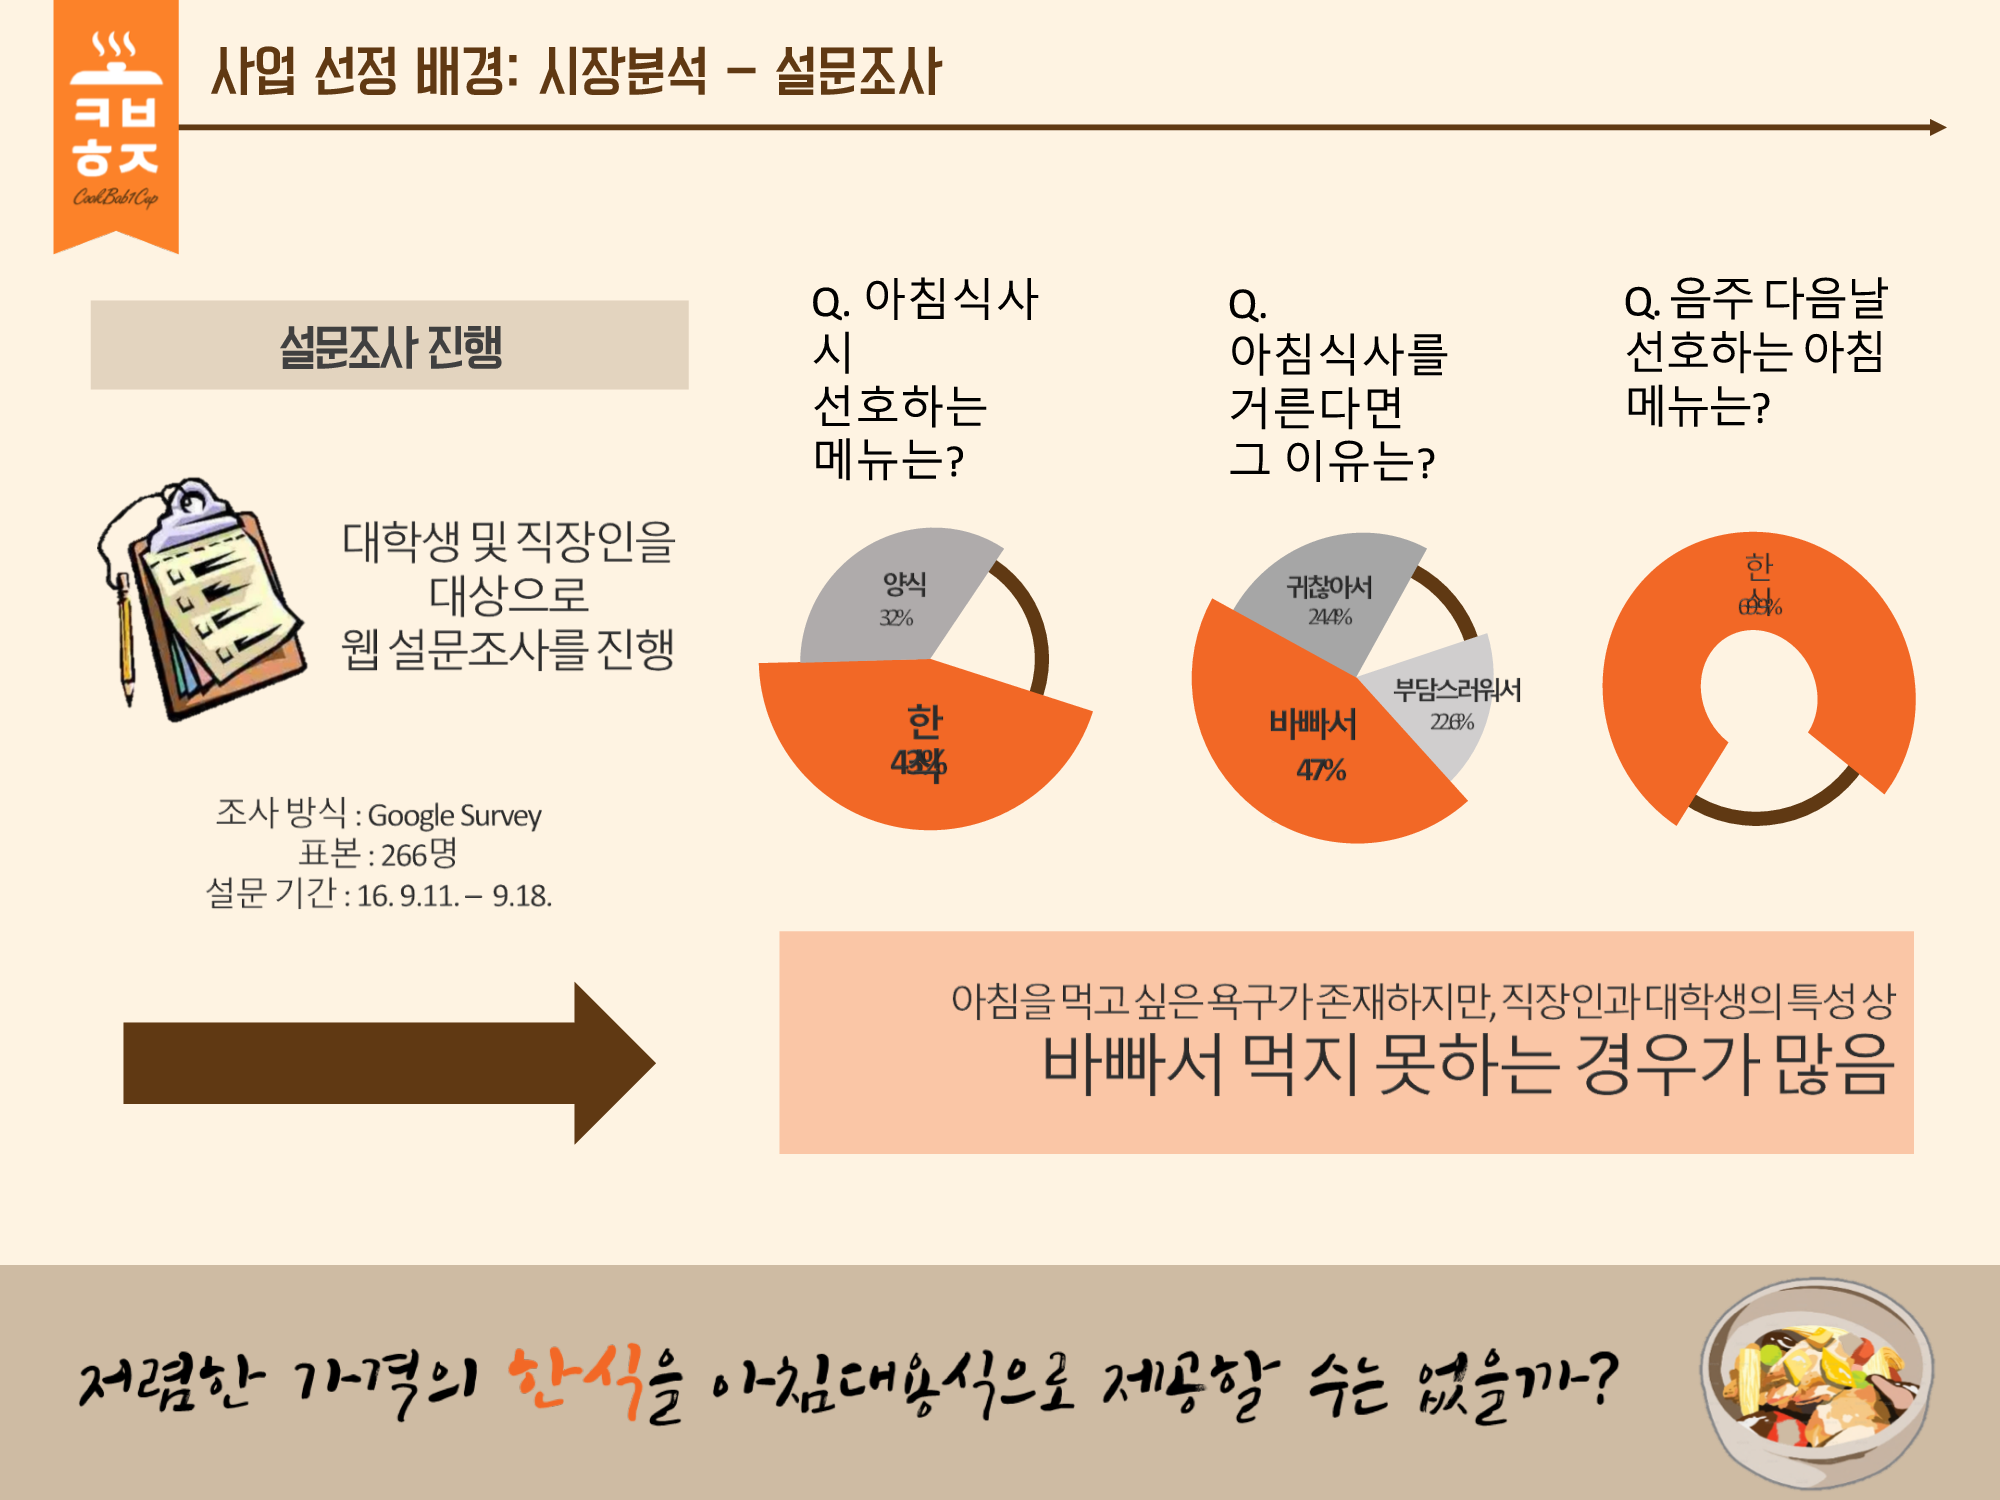 사업 선정 배경: 시장분석 – 설문조사
ㅋㅂ
ㅎㅈ
CookBab1Cup
설문조사 진행
대학생 및 직장인을
대상으로
웹 설문조사를 진행
조사 방식 : Google Survey
표본 : 266명
설문 기간 : 16. 9.11. – 9.18.
Q. 아침식사
시
선호하는
메뉴는?
양식
32%
한식
Q.
아침식사를
거른다면
그 이유는?
귀찮아서
24.4%
부담스러워서
22.6%
바빠서
47%
Q. 음주 다음날
선호하는 아침
메뉴는?
한식
아침을 먹고 싶은 욕구가 존재하지만, 직장인과 대학생의 특성 상
바빠서 먹지 못하는 경우가 많음
저렴한 가격의 한식을 아침대용식으로 제공할 수는 없을까?